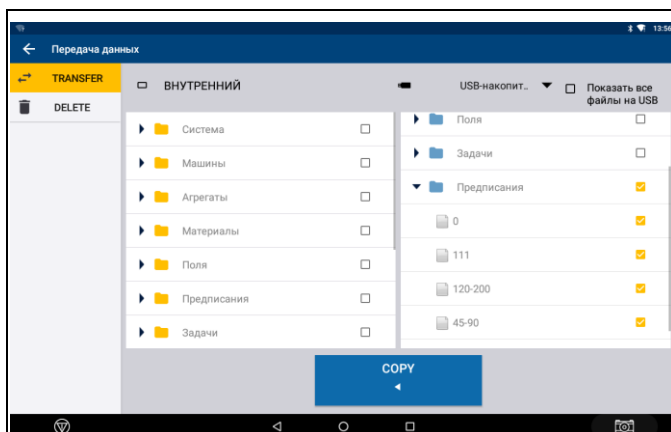 13:56
Передача данных
TRANSFER
DELETE
ВНУТРЕННИЙ
USB-накопит..
Показать все
файлы на USB
Система
Машины
Агрегаты
Материалы
Поля
Предписания
Задачи
Поля
Задачи
Предписания
0
111
120-200
45-90
COPY